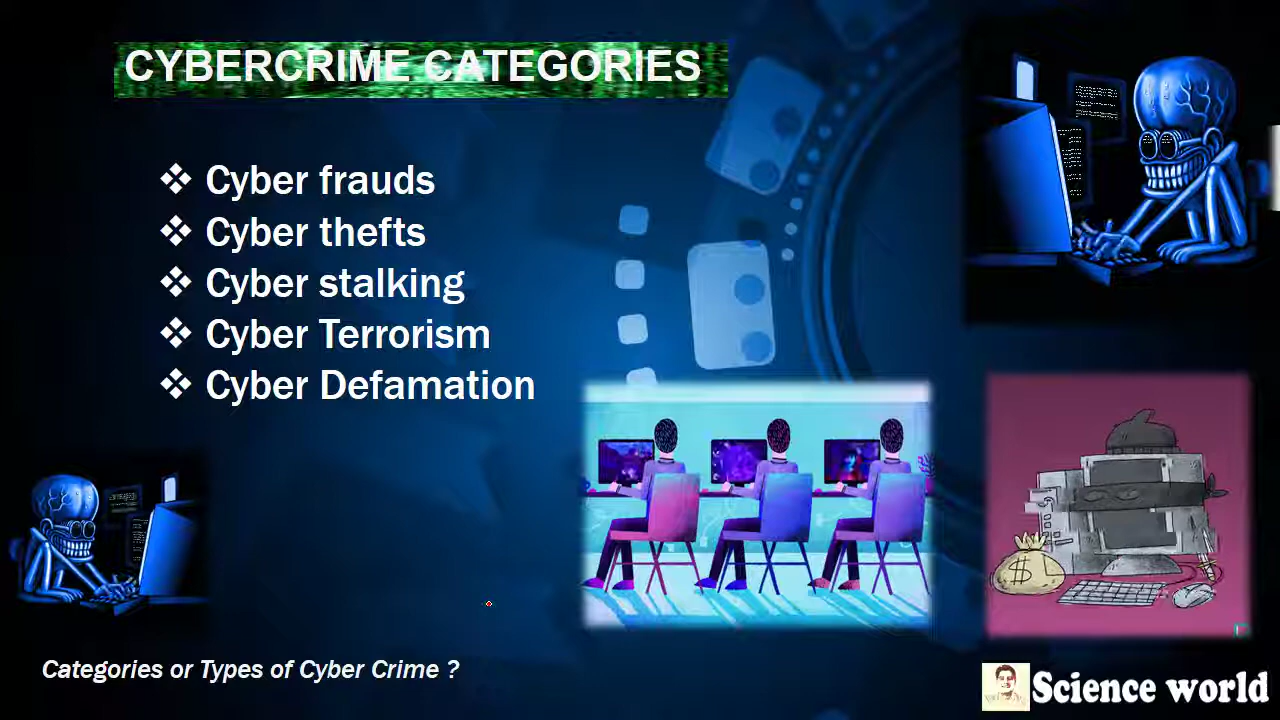 CYBERCRIME CATEGORIES
❖ Cyber frauds
❖ Cyber thefts
❖ Cyber stalking
❖ Cyber Terrorism
❖ Cyber Defamation
$
Categories or Types of Cyber Crime ?
Science world